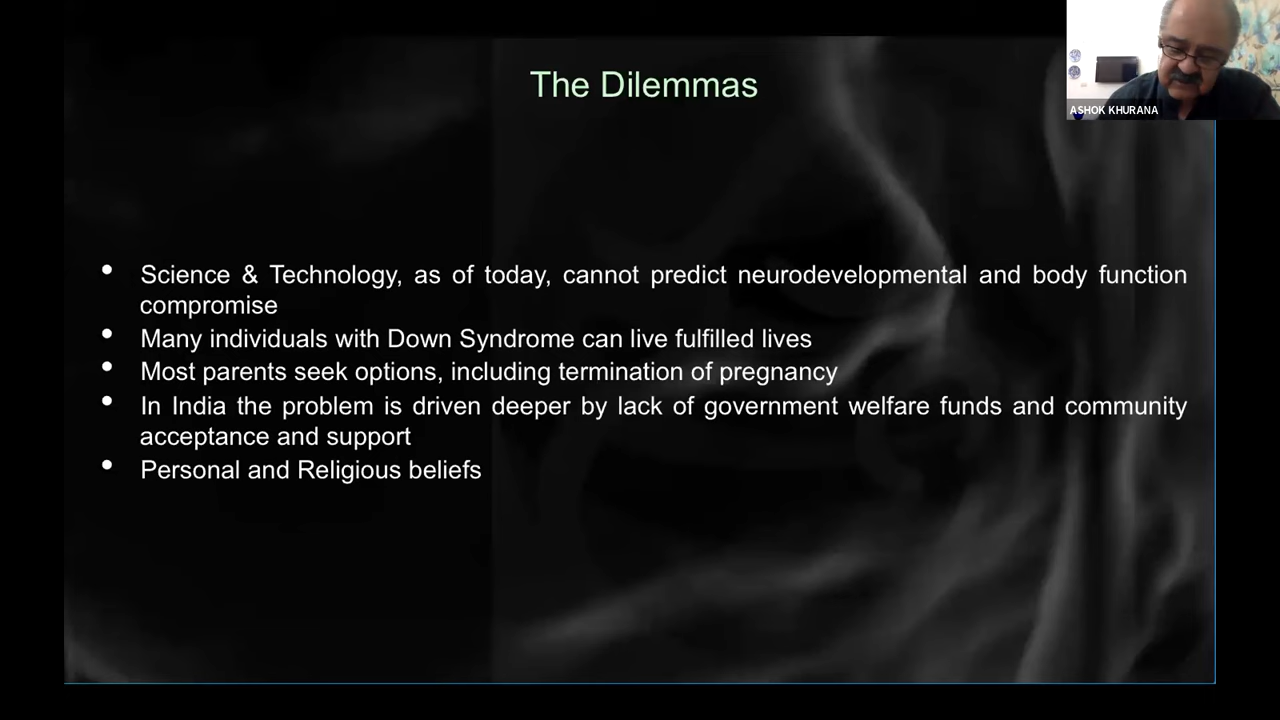 The Dilemmas
ASHOK KHURANA
• Science & Technology, as of today, cannot predict neurodevelopmental and body function
compromise
• Many individuals with Down Syndrome can live fulfilled lives
• Most parents seek options, including termination of pregnancy
• In India the problem is driven deeper by lack of government welfare funds and community
acceptance and support
• Personal and Religious beliefs